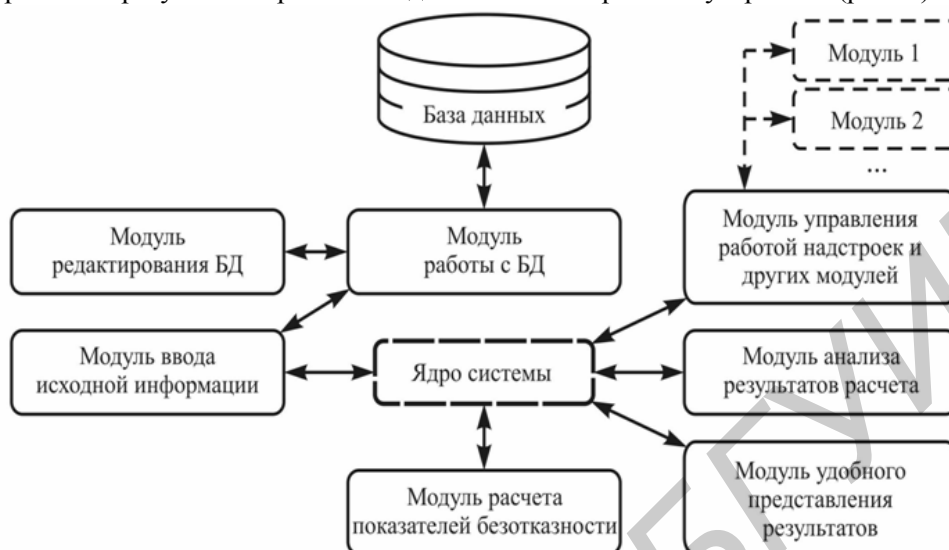 Модуль 1
База данных
Модуль 2
...
Модуль
редактирования БД
Модуль
работы с БД
Модуль управления
работой надстроек и
других модулей
Модуль ввода
исходной информации
Ядро системы
Модуль анализа
результатов расчета
Модуль расчета
показателей безотказности
Модуль удобного
представления
результатов
БГУИ